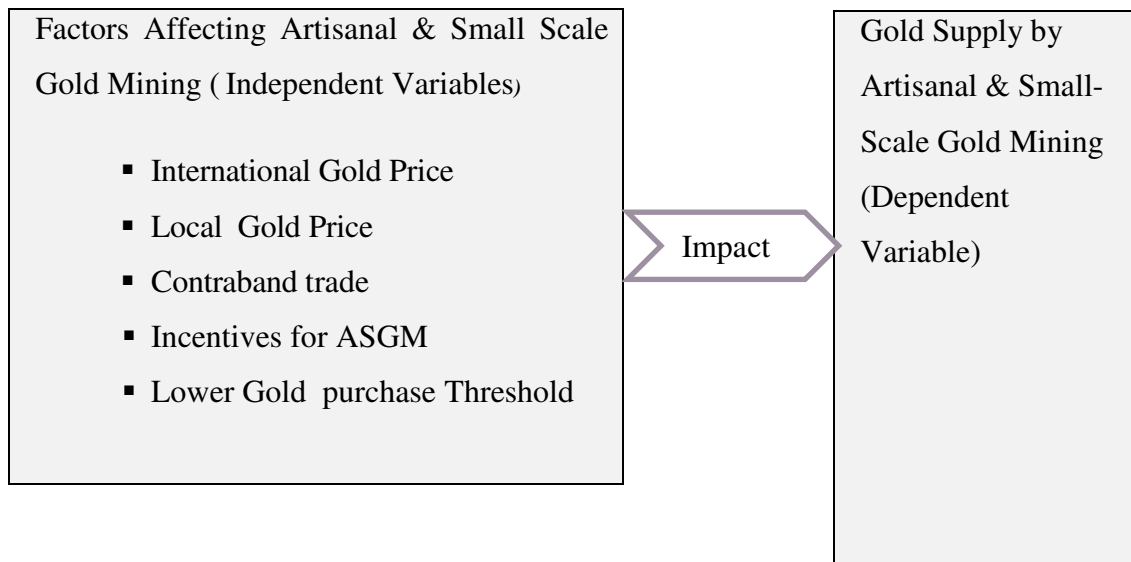 Factors Affecting Artisanal & Small Scale
Gold Mining ( Independent Variables)
▪ International Gold Price
▪ Local Gold Price
▪ Contraband trade
▪ Incentives for ASGM
▪ Lower Gold purchase Threshold
Impact
Gold Supply by
Artisanal & Small-
Scale Gold Mining
(Dependent
Variable)